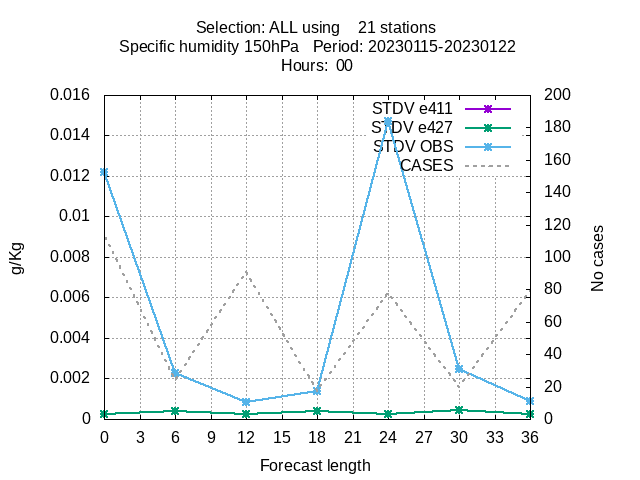 Selection: ALL using 21 stations
Specific humidity 150hPa Period: 20230115-20230122
Hours: 00
0.016 200
STDV e411
0.014 180
STDV e427
160
STDV OBS
0.012 140
CASES
0.01 120
0.008 100
0.006 80
0.004 60
40
0.002 20
0 0
g/Kg
No cases
0 3 6 9 12 15 18 21 24 27 30 33 36
Forecast length